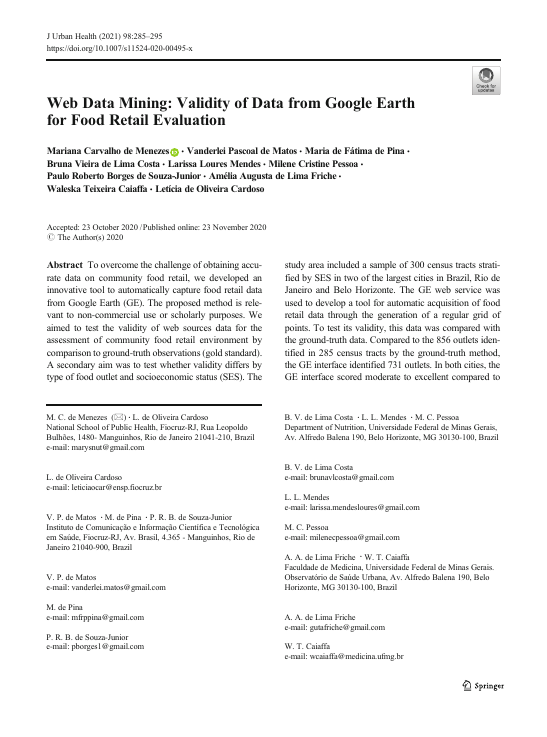 J Urban Health (2021) 98:285–295
https://doi.org/10.1007/s11524-020-00495-x
Check for
updates
Web Data Mining: Validity of Data from Google Earth
for Food Retail Evaluation
Mariana Carvalho de Menezes iD · Vanderlei Pascoal de Matos · Maria de Fátima de Pina ·
Bruna Vieira de Lima Costa · Larissa Loures Mendes · Milene Cristine Pessoa ·
Paulo Roberto Borges de Souza-Junior · Amélia Augusta de Lima Friche ·
Waleska Teixeira Caiaffa · Letícia de Oliveira Cardoso
Accepted: 23 October 2020 /Published online: 23 November 2020
© The Author(s) 2020
Abstract To overcome the challenge of obtaining accu-
rate data on community food retail, we developed an
innovative tool to automatically capture food retail data
from Google Earth (GE). The proposed method is rele-
vant to non-commercial use or scholarly purposes. We
aimed to test the validity of web sources data for the
assessment of community food retail environment by
comparison to ground-truth observations (gold standard).
A secondary aim was to test whether validity differs by
type of food outlet and socioeconomic status (SES). The
study area included a sample of 300 census tracts strati-
fied by SES in two of the largest cities in Brazil, Rio de
Janeiro and Belo Horizonte. The GE web service was
used to develop a tool for automatic acquisition of food
retail data through the generation of a regular grid of
points. To test its validity, this data was compared with
the ground-truth data. Compared to the 856 outlets iden-
tified in 285 census tracts by the ground-truth method,
the GE interface identified 731 outlets. In both cities, the
GE interface scored moderate to excellent compared to
M. C. de Menezes (✉) · L. de Oliveira Cardoso
National School of Public Health, Fiocruz-RJ, Rua Leopoldo
Bulhões, 1480- Manguinhos, Rio de Janeiro 21041-210, Brazil
e-mail: marysnut@gmail.com
L. de Oliveira Cardoso
e-mail: leticiaocar@ensp.fiocruz.br
V. P. de Matos · M. de Pina · P. R. B. de Souza-Junior
Instituto de Comunicação e Informação Científica e Tecnológica
em Saúde, Fiocruz-RJ, Av. Brasil, 4.365 - Manguinhos, Rio de
Janeiro 21040-900, Brazil
V. P. de Matos
e-mail: vanderlei.matos@gmail.com
M. de Pina
e-mail: mfrppina@gmail.com
P. R. B. de Souza-Junior
e-mail: pborges1@gmail.com
B. V. de Lima Costa · L. L. Mendes · M. C. Pessoa
Department of Nutrition, Universidade Federal de Minas Gerais,
Av. Alfredo Balena 190, Belo Horizonte, MG 30130-100, Brazil
B. V. de Lima Costa
e-mail: brunavlcosta@gmail.com
L. L. Mendes
e-mail: larissa.mendesloures@gmail.com
M. C. Pessoa
e-mail: milenecpessoa@gmail.com
A. A. de Lima Friche · W. T. Caiaffa
Faculdade de Medicina, Universidade Federal de Minas Gerais.
Observatório de Saúde Urbana, Av. Alfredo Balena 190, Belo
Horizonte, MG 30130-100, Brazil
A. A. de Lima Friche
e-mail: gutafriche@gmail.com
W. T. Caiaffa
e-mail: wcaiaffa@medicina.ufmg.br
Springer